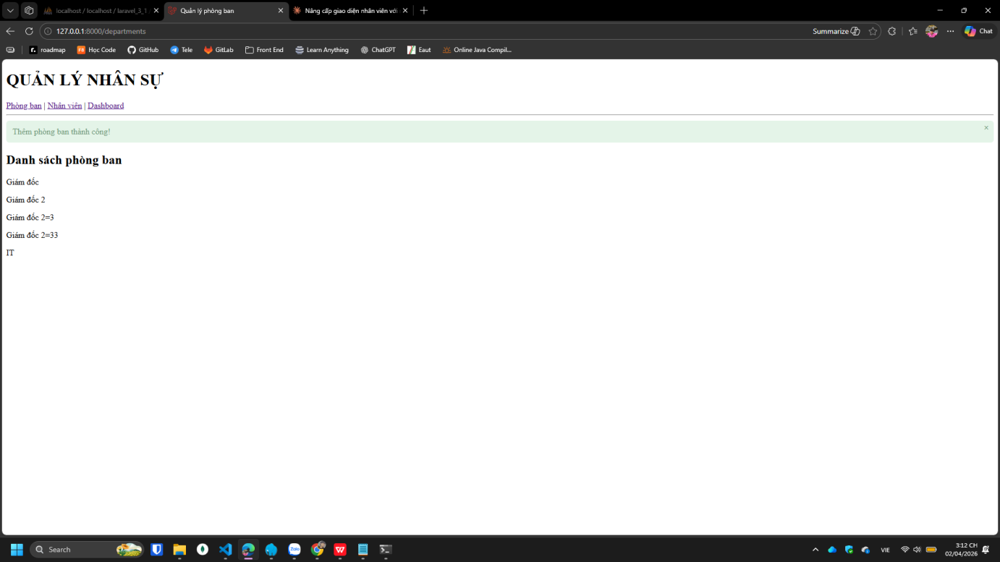 localhost / localhost / laravel_3_1
Quản lý phòng ban
Nâng cấp giao diện nhân viên với
127.0.0.1:8000/departments
Summarize
Chat
roadmap
F8 Học Code
GitHub
Tele
GitLab
Front End
Learn Anything
ChatGPT
Eaut
Online Java Compil...
QUẢN LÝ NHÂN SỰ
Phòng ban | Nhân viên | Dashboard
Thêm phòng ban thành công!
×
Danh sách phòng ban
Giám đốc
Giám đốc 2
Giám đốc 2=3
Giám đốc 2=33
IT
Search
Zalo
VIE
3:12 CH
02/04/2026